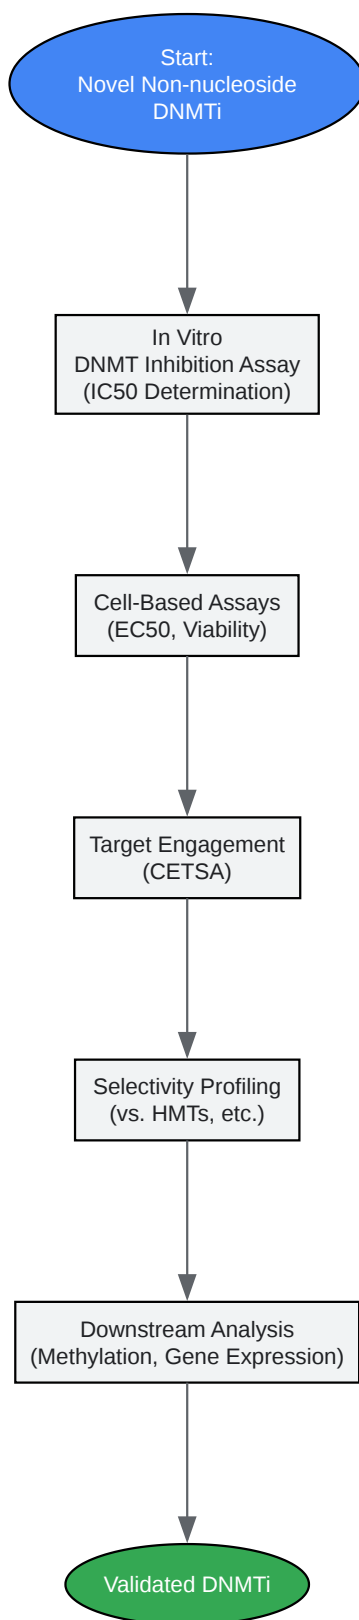 Start:
Novel Non-nucleoside
DNMTi
In Vitro
DNMT Inhibition Assay
(IC50 Determination)
Cell-Based Assays
(EC50, Viability)
Target Engagement
(CETSA)
Selectivity Profiling
(vs. HMTs, etc.)
Downstream Analysis
(Methylation, Gene Expression)
Validated DNMTi